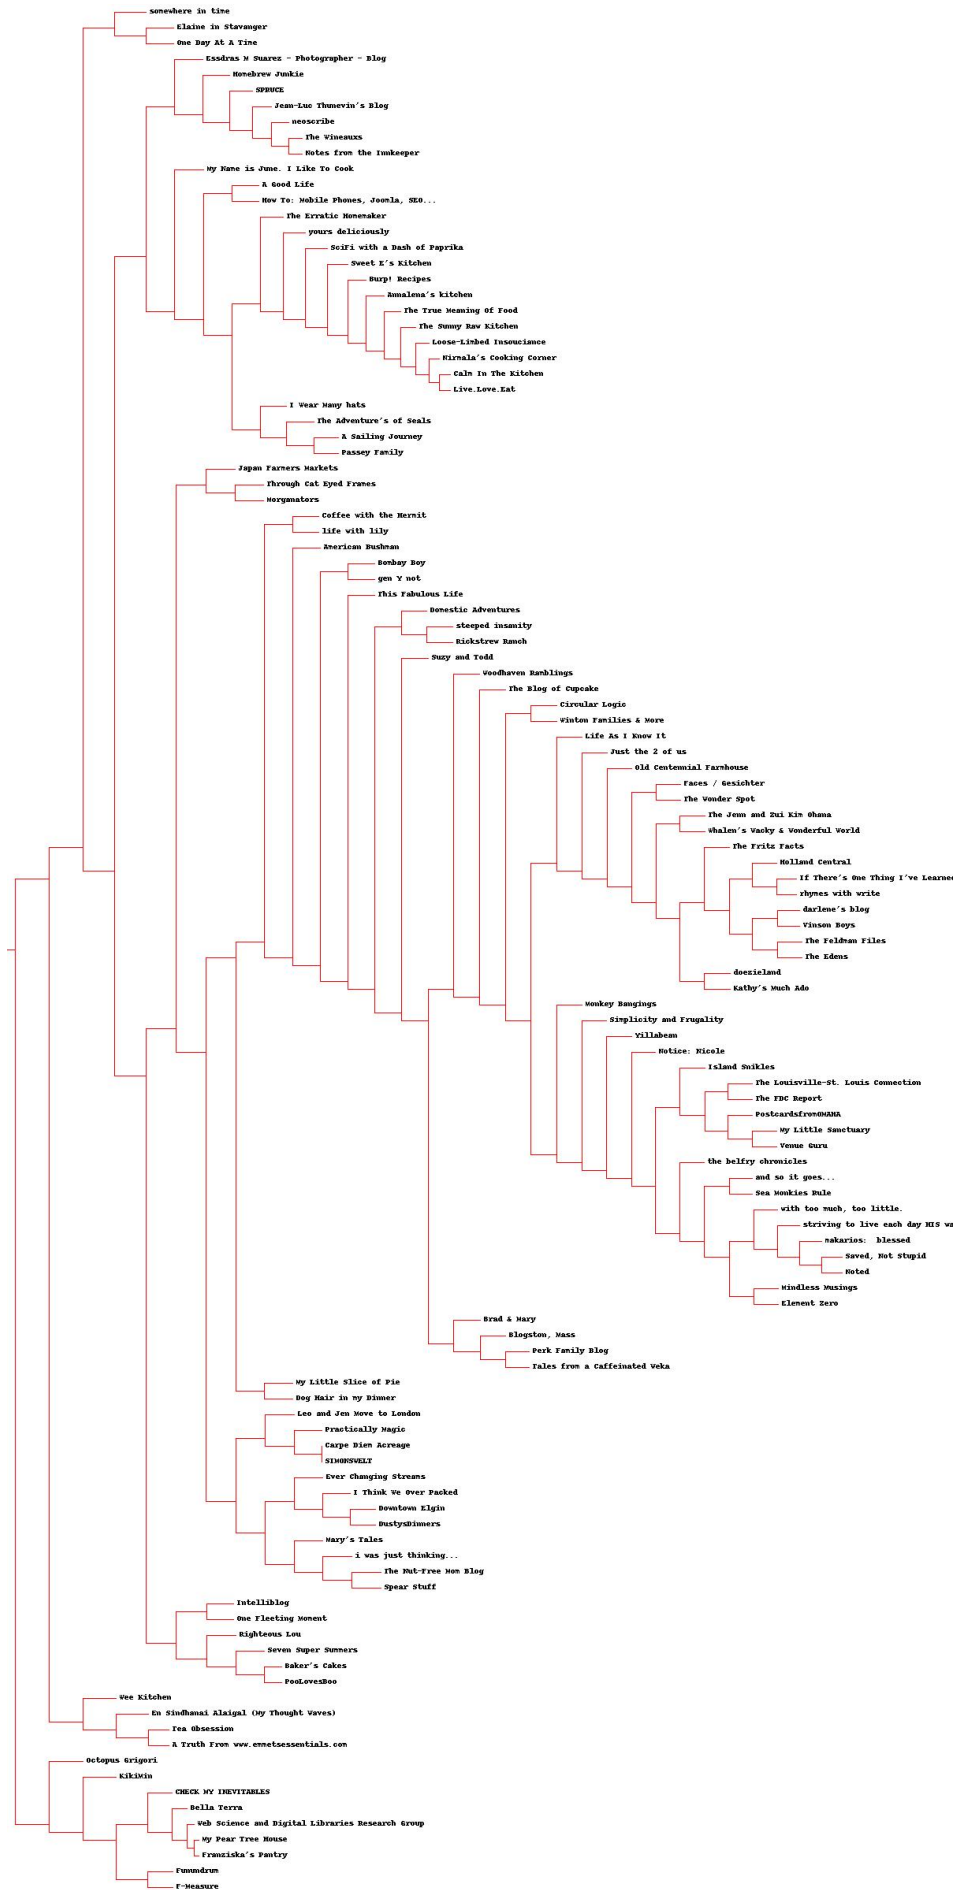 somewhere in time
Elaine in Stavanger
One Day At A Time
Essdras M Suarez - Photographer - Blog
Homebrew Junkie
SPRUCE
Jean-Luc Thunevin's Blog
neoscribe
The Wineauxs
Notes from the Innkeeper
My Name is June. I Like To Cook
A Good Life
How To: Mobile Phones, Joomla, SEO...
The Erratic Homemaker
yours deliciously
SciFi with a Dash of Paprika
Sweet E's Kitchen
Burp! Recipes
Annalena's kitchen
The True Meaning Of Food
The Sunny Raw Kitchen
Loose-Limbed Insouciance
Nirmala's Cooking Corner
Calm In The Kitchen
Live.Love.Eat
I Wear Many hats
The Adventure's of Seals
A Sailing Journey
Passey Family
Japan Farmers Markets
Through Cat Eyed Frames
Morganators
Coffee with the Hermit
life with lily
American Bushman
Bombay Boy
gen Y not
This Fabulous Life
Domestic Adventures
steeped insanity
Rickstrew Ranch
Suzy and Todd
Woodhaven Ramblings
The Blog of Cupcake
Circular Logic
Winton Families & More
Life As I Know It
Just the 2 of us
Old Centennial Farmhouse
Faces / Gesichter
The Wonder Spot
The Jenn and Zui Kim Ohana
Whalen's Wacky & Wonderful World
The Fritz Facts
Holland Central
If There's One Thing I've Learned
rhymes with write
darlene's blog
Vinson Boys
The Feldman Files
The Edens
doezieland
Kathy's Much Ado
Monkey Bangings
Simplicity and Frugality
Yillabean
Notice: Nicole
Island Smikles
The Louisville-St. Louis Connection
The FDC Report
PostcardsfromOMAHA
My Little Sanctuary
Venue Guru
the belfry chronicles
and so it goes...
Sea Monkies Rule
with too much, too little.
striving to live each day HIS wa
makarios: blessed
Saved, Not Stupid
Noted
Mindless Musings
Element Zero
Brad & Mary
Blogston, Mass
Perk Family Blog
Tales from a Caffeinated Weka
My Little Slice of Pie
Dog Hair in my Dinner
Leo and Jen Move to London
Practically Magic
Carpe Diem Acreage
SIMONSWELT
Ever Changing Streams
I Think We Over Packed
Downtown Elgin
DustysDinners
Mary's Tales
i was just thinking...
The Nut-Free Mom Blog
Spear Stuff
Intelliblog
One Fleeting Moment
Righteous Lou
Seven Super Summers
Baker's Cakes
PooLovesBoo
Wee Kitchen
En Sindhanai Alaigal (My Thought Waves)
Tea Obsession
A Truth From www.emmetsessentials.com
Octopus Grigori
KikiMin
CHECK MY INEVITABLES
Bella Terra
Web Science and Digital Libraries Research Group
My Pear Tree House
Franziska's Pantry
Funundrum
F-Measure